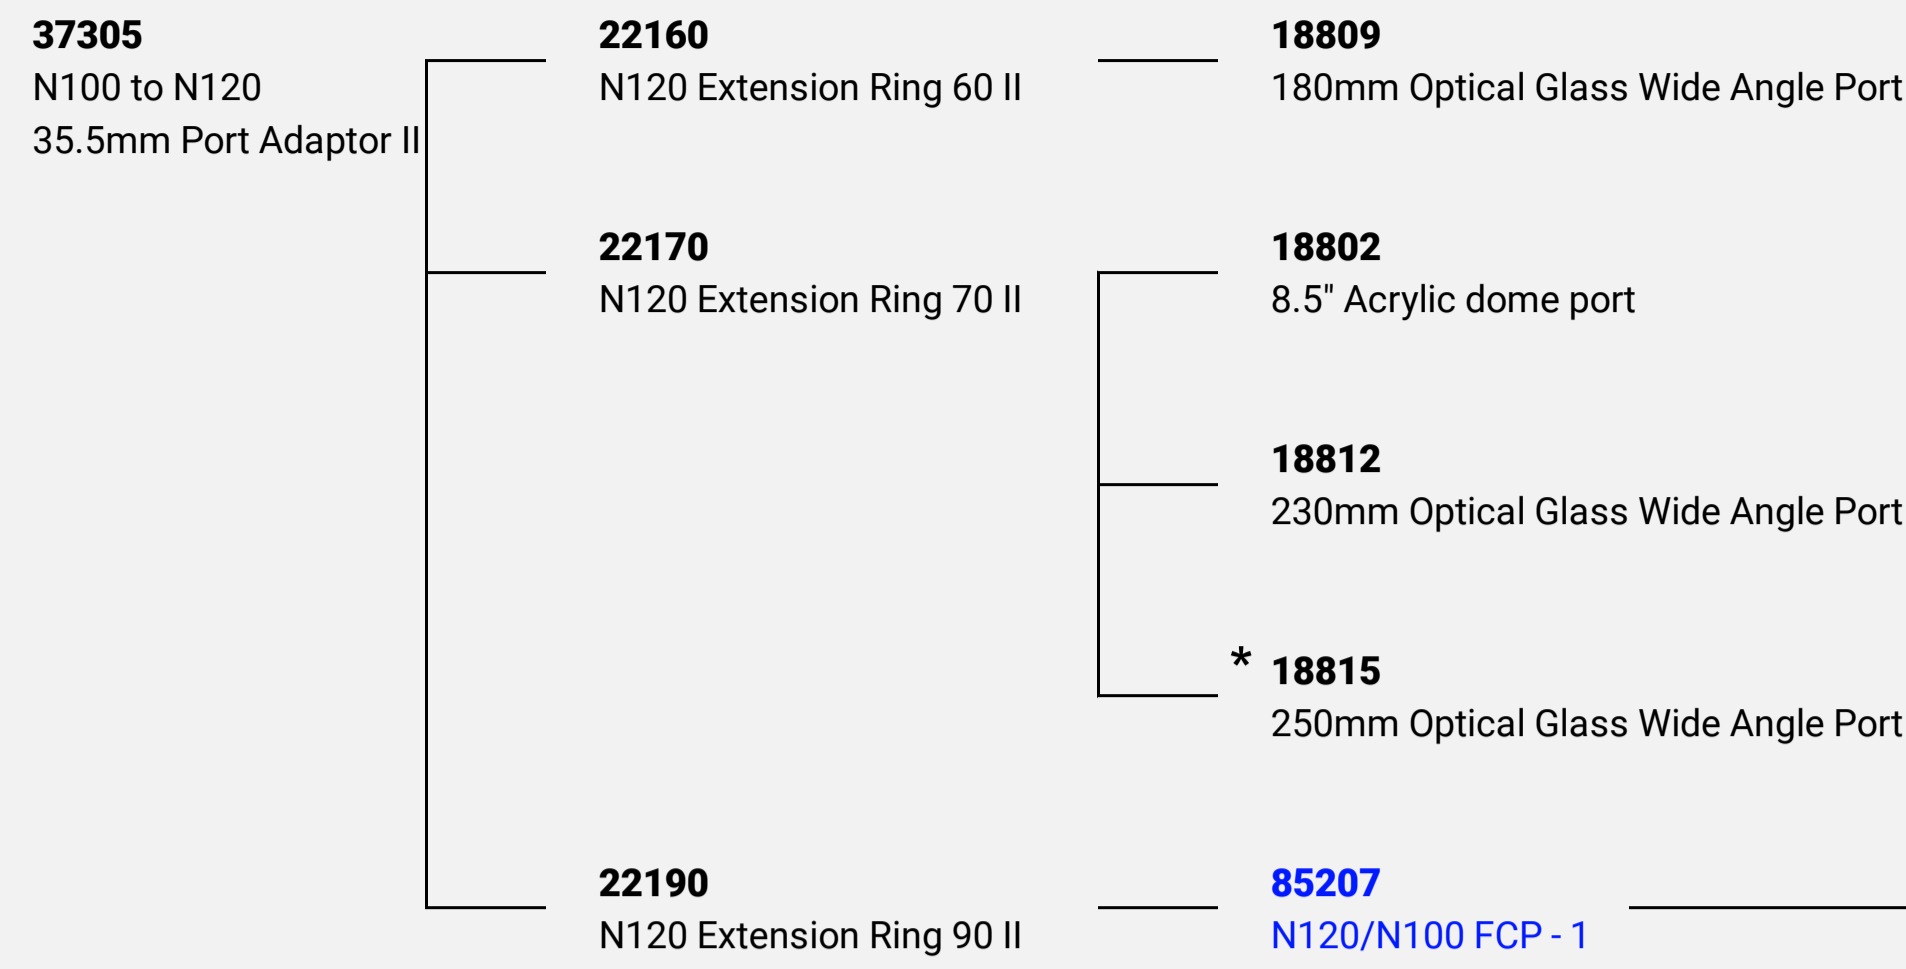 37305
N100 to N120
35.5mm Port Adaptor II
22160
N120 Extension Ring 60 II
18809
180mm Optical Glass Wide Angle Port
22170
N120 Extension Ring 70 II
18802
8.5" Acrylic dome port
18812
230mm Optical Glass Wide Angle Port
* 18815
250mm Optical Glass Wide Angle Port
22190
N120 Extension Ring 90 II
85207
N120/N100 FCP - 1